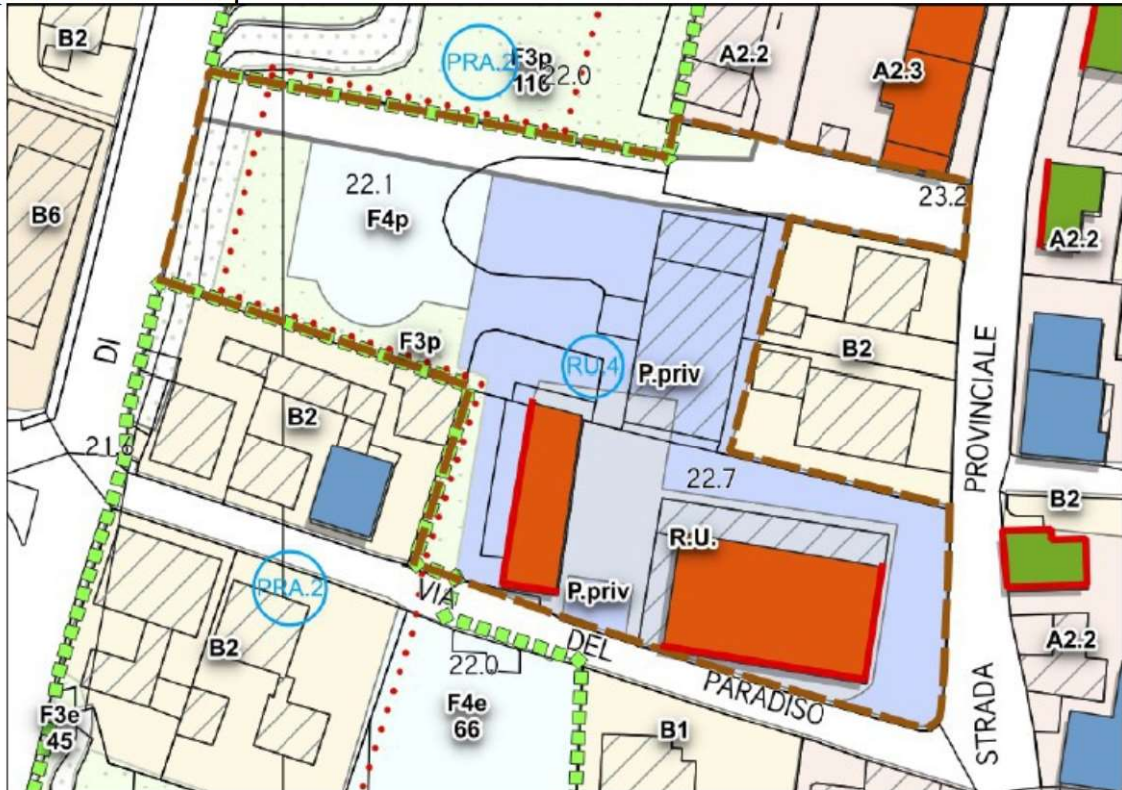 B2
PRA.2
F3p
116
22.0
A2.2
A2.3
B6
22.1
F4p
23.2
A2.2
DI
F3p
RU.4
P.priv
B2
PROVINCIALE
B2
22.7
B2
R.U.
PRA.2
VIA
P.priv
DEL
B2
22.0
PARADISO
A2.2
F4e
66
F3e
45
B1
STRADA